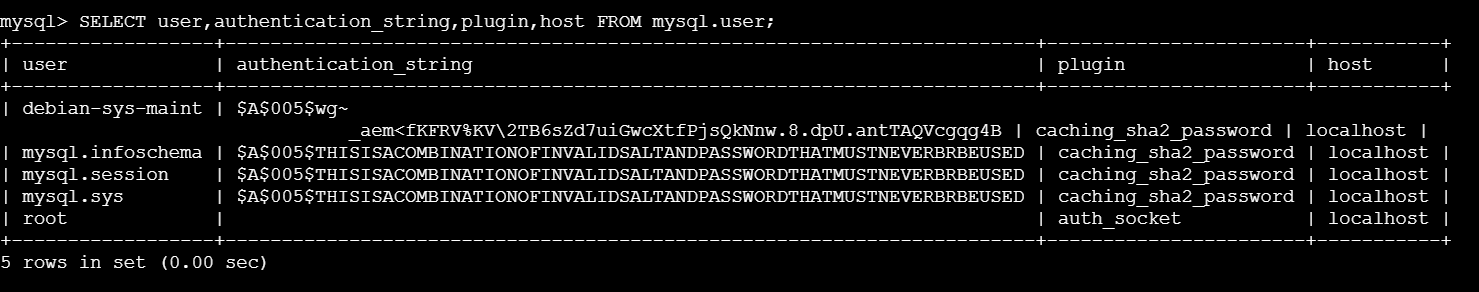 mysql> SELECT user,authentication_string,plugin,host FROM mysql.user;
+------------------+------------------------------------------------------------------------+-----------------------+-----------+
| user             | authentication_string                                                  | plugin                | host      |
+------------------+------------------------------------------------------------------------+-----------------------+-----------+
| debian-sys-maint | $A$005$wg~
_aem<fKFRV%KV\2TB6sZd7uiGwcXtfPjsQkNnw.8.dpU.antTAQVcgqg4B | caching_sha2_password | localhost |
| mysql.infoschema | $A$005$THISISACOMBINATIONOFINVALIDSALTANDPASSWORDTHATMUSTNEVERBRBEUSED | caching_sha2_password | localhost |
| mysql.session    | $A$005$THISISACOMBINATIONOFINVALIDSALTANDPASSWORDTHATMUSTNEVERBRBEUSED | caching_sha2_password | localhost |
| mysql.sys        | $A$005$THISISACOMBINATIONOFINVALIDSALTANDPASSWORDTHATMUSTNEVERBRBEUSED | caching_sha2_password | localhost |
| root             |                                                                        | auth_socket           | localhost |
+------------------+------------------------------------------------------------------------+-----------------------+-----------+
5 rows in set (0.00 sec)